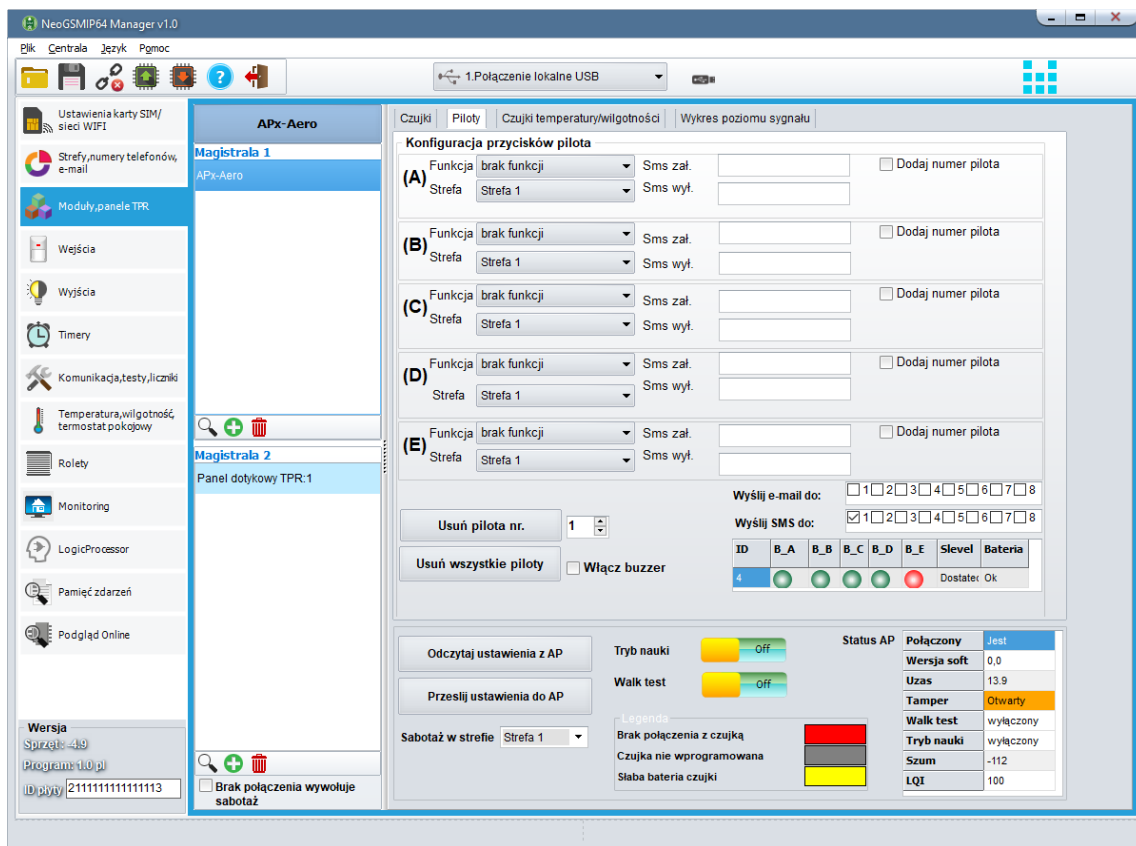 NeoGSMIP64 Manager v1.0
Plik Centrala Język Pomoc
1.Połączenie lokalne USB
Ustawienia karty SIM/
sieci WIFI
Strefy,numery telefonów,
e-mail
Moduły,panele TPR
Wejścia
Wyjścia
Timery
Komunikacja,testy,liczniki
Temperatura,wilgotność,
termostat pokojowy
Rolety
Monitoring
LogicProcessor
Pamięć zdarzeń
Podgląd Online
Wersja
Sprzęt: -4.9
Program: 1.0 pl
ID płyty 2111111111111113
APx-Aero
Magistrala 1
APx-Aero
Magistrala 2
Panel dotykowy TPR:1
Brak połączenia wywołuje
sabotaż
Czujki Piloty Czujki temperatury/wilgotności Wykres poziomu sygnału
Konfiguracja przycisków pilota
(A) Funkcja brak funkcji Sms zał. Dodaj numer pilota
Strefa Strefa 1 Sms wył.
(B) Funkcja brak funkcji Sms zał. Dodaj numer pilota
Strefa Strefa 1 Sms wył.
(C) Funkcja brak funkcji Sms zał. Dodaj numer pilota
Strefa Strefa 1 Sms wył.
(D) Funkcja brak funkcji Sms zał. Dodaj numer pilota
Strefa Strefa 1 Sms wył.
(E) Funkcja brak funkcji Sms zał. Dodaj numer pilota
Strefa Strefa 1 Sms wył.
Wyślij e-mail do: 1 2 3 4 5 6 7 8
Usuń pilota nr. 1 Wyślij SMS do: 1 2 3 4 5 6 7 8
Usuń wszystkie piloty Włącz buzzer
ID B_A B_B B_C B_D B_E Slevel Bateria
4 Dostatec Ok
Odczytaj ustawienia z AP
Prześlij ustawienia do AP
Sabotaż w strefie Strefa 1
Tryb nauki Off
Walk test Off
Legenda
Brak połączenia z czujką
Czujka nie wprogramowana
Słaba bateria czujki
Status AP
Połączony Jest
Wersja soft 0,0
Uzas 13.9
Tamper Otwarty
Walk test wyłączony
Tryb nauki wyłączony
Szum -112
LQI 100